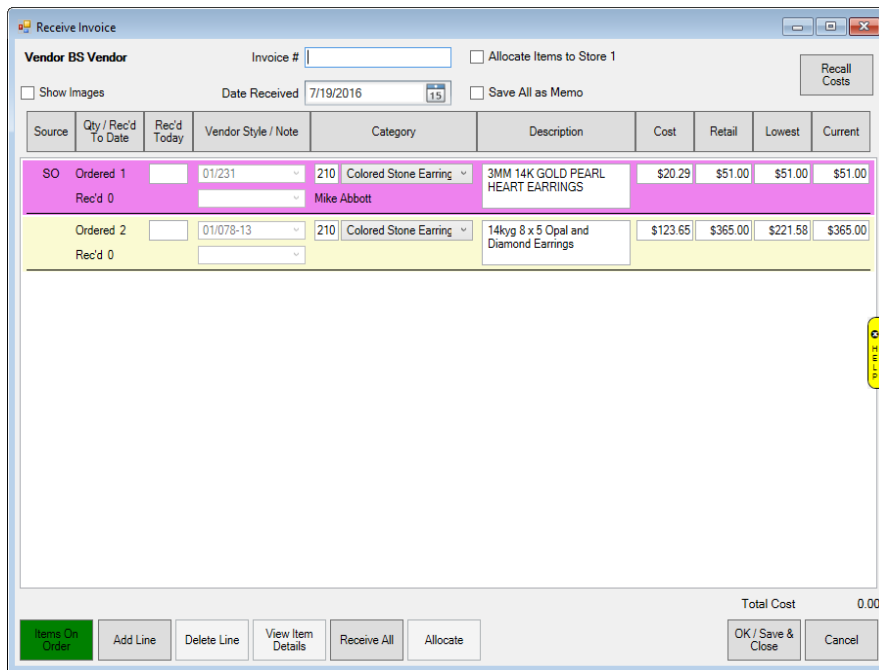 Receive Invoice
Vendor BS Vendor
Invoice #
Allocate Items to Store 1
Recall
Costs
Show Images
Date Received
7/19/2016
15
Save All as Memo
Source
Qty / Rec'd
To Date
Rec'd
Today
Vendor Style / Note
Category
Description
Cost
Retail
Lowest
Current
SO
Ordered 1
01/231
210
Colored Stone Earring
3MM 14K GOLD PEARL
HEART EARRINGS
$20.29
$51.00
$51.00
$51.00
Rec'd 0
Mike Abbott
Ordered 2
01/078-13
210
Colored Stone Earring
14kyg 8 x 5 Opal and
Diamond Earrings
$123.65
$365.00
$221.58
$365.00
Rec'd 0
HELP
Total Cost
0.00
Items On
Order
Add Line
Delete Line
View Item
Details
Receive All
Allocate
OK / Save &
Close
Cancel